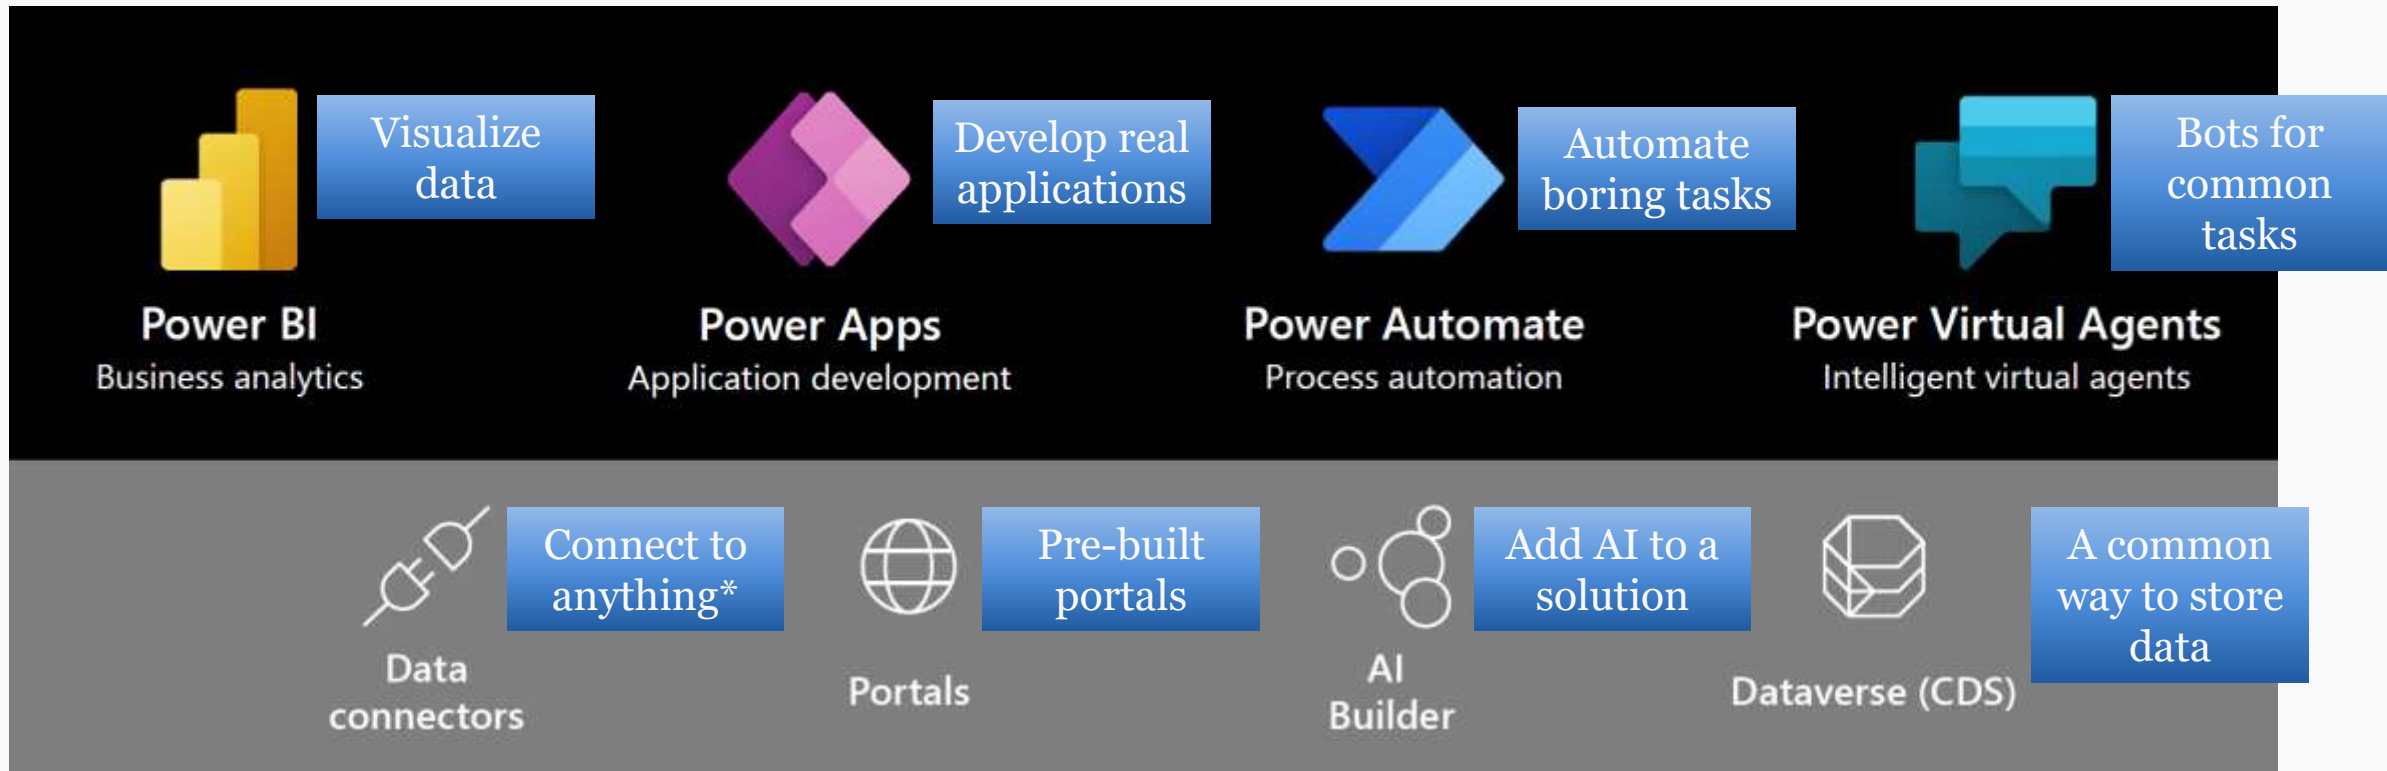 Visualize
data
Develop real
applications
Automate
boring tasks
Bots for
common
tasks
Power BI
Business analytics
Power Apps
Application development
Power Automate
Process automation
Power Virtual Agents
Intelligent virtual agents
Connect to
anything*
Pre-built
portals
Add AI to a
solution
A common
way to store
data
Data
connectors
Portals
AI
Builder
Dataverse (CDS)